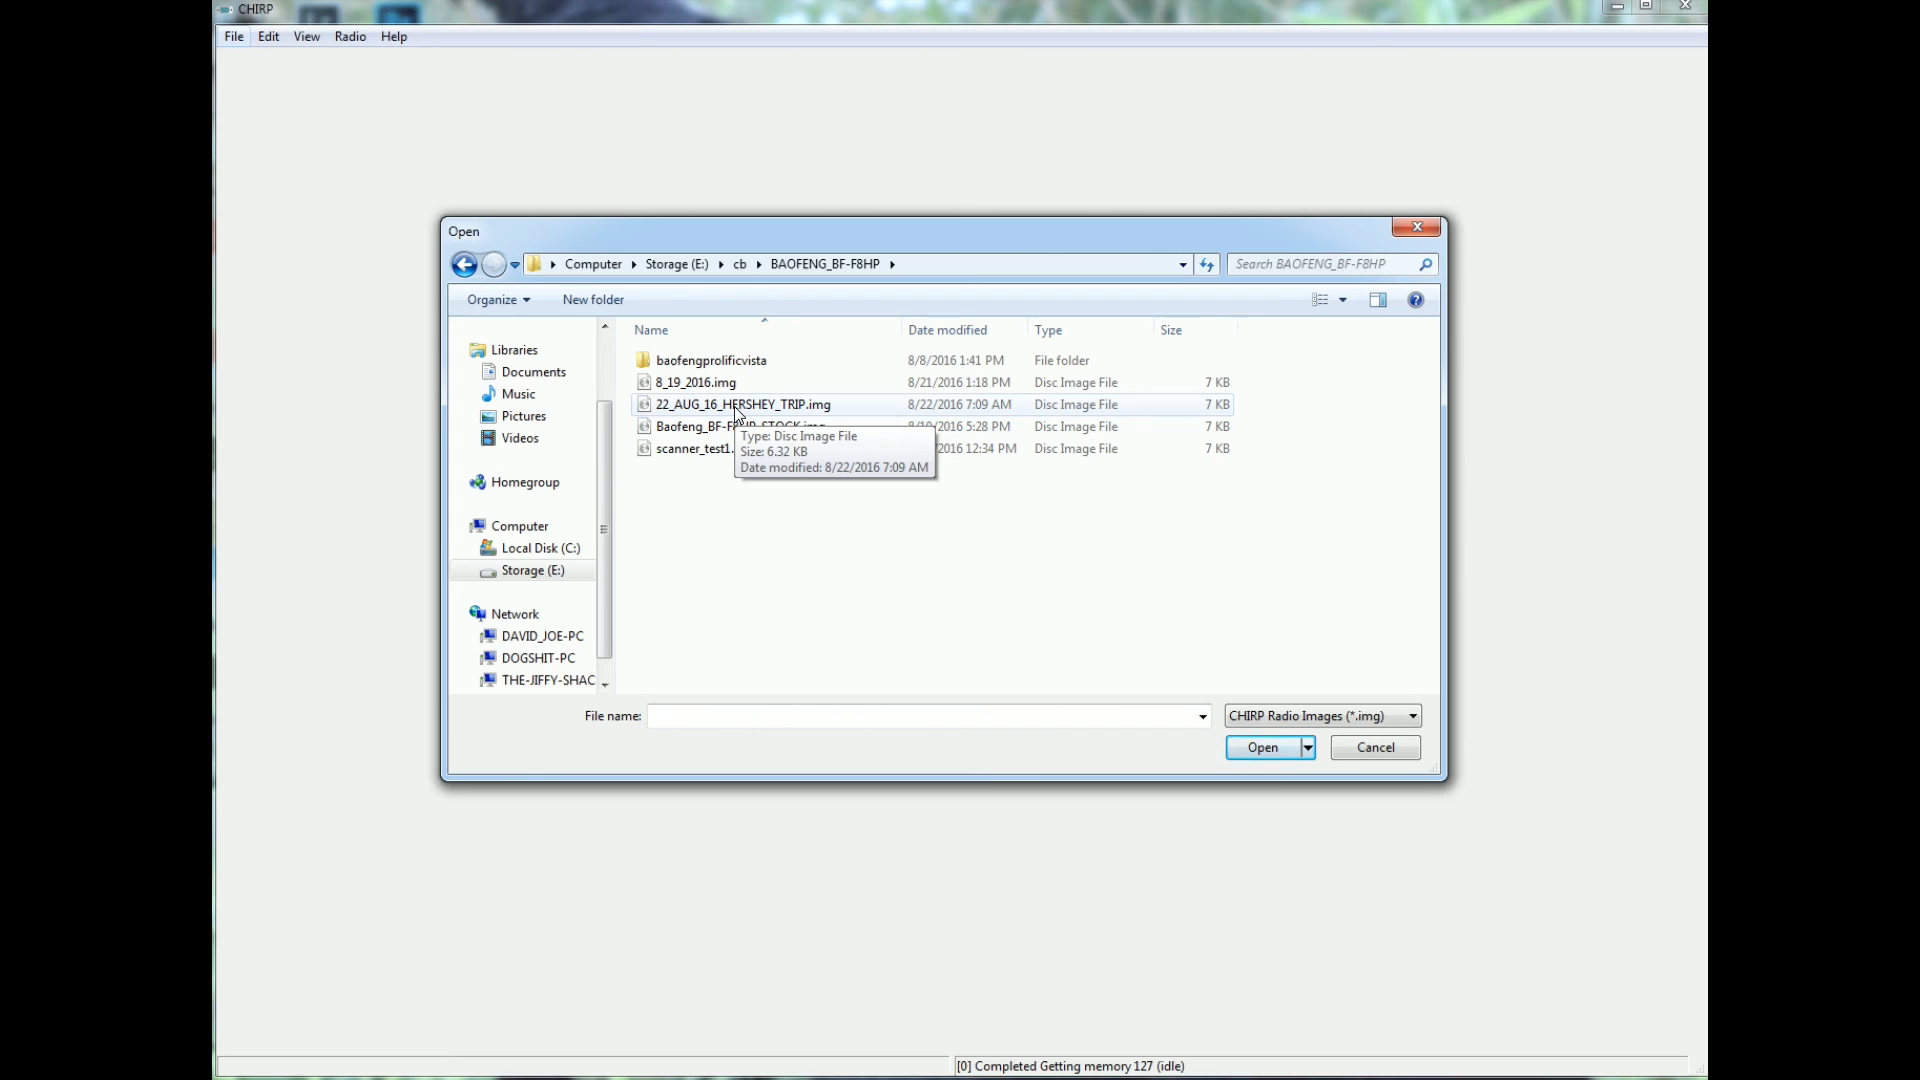 CHIRP
File Edit View Radio Help
Open
Computer Storage (E:) cb BAOFENG_BF-F8HP
Search BAOFENG_BF-F8HP
Organize New folder
Name Date modified Type Size
Libraries
Documents
Music
Pictures
Videos
Homegroup
Computer
Local Disk (C:)
Storage (E:)
Network
DAVID_JOE-PC
DOGSHIT-PC
THE-JIFFY-SHAC
baofengprolificvista 8/8/2016 1:41 PM File folder
8_19_2016.img 8/21/2016 1:18 PM Disc Image File 7 KB
22_AUG_16_HERSHEY_TRIP.img 8/22/2016 7:09 AM Disc Image File 7 KB
5:28 PM Disc Image File 7 KB
scanner_test1. 2016 12:34 PM Disc Image File 7 KB
Type: Disc Image File
Size: 6.32 KB
Date modified: 8/22/2016 7:09 AM
File name: CHIRP Radio Images (*.img)
Open Cancel
[0] Completed Getting memory 127 (idle)